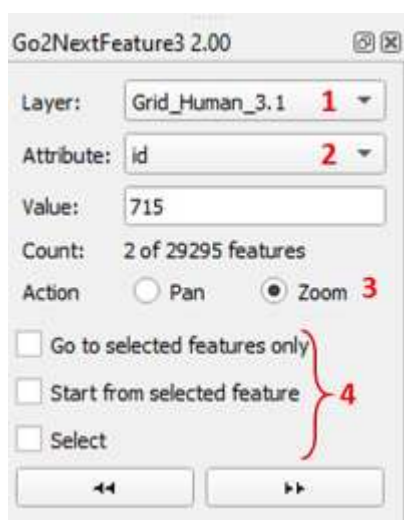 Go2NextFeature3 2.00
Layer: Grid_Human_3.1 1
Attribute: id 2
Value: 715
Count: 2 of 29295 features
Action Pan Zoom 3
Go to selected features only
Start from selected feature 4
Select